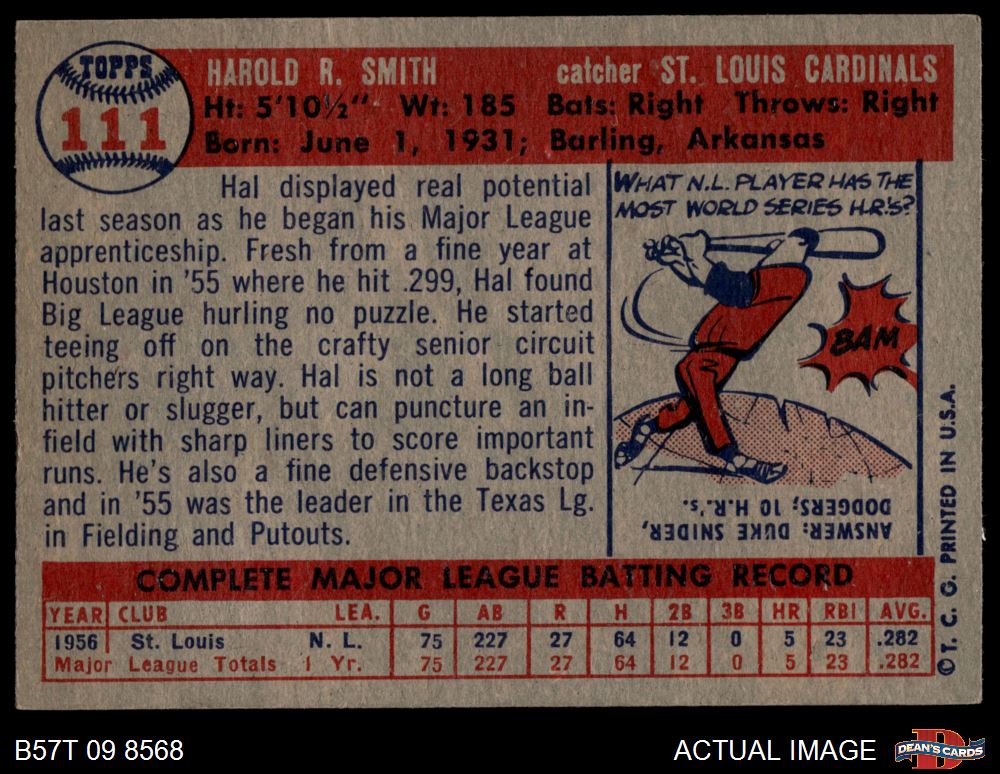 TOPPS
111
HAROLD R. SMITH catcher ST. LOUIS CARDINALS
Ht: 5'10½" Wt: 185 Bats: Right Throws: Right
Born: June 1, 1931; Barling, Arkansas
Hal displayed real potential
last season as he began his Major League
apprenticeship. Fresh from a fine year at
Houston in '55 where he hit .299, Hal found
Big League hurling no puzzle. He started
teeing off on the crafty senior circuit
pitchers right way. Hal is not a long ball
hitter or slugger, but can puncture an in-
field with sharp liners to score important
runs. He's also a fine defensive backstop
and in '55 was the leader in the Texas Lg.
in Fielding and Putouts.
WHAT N.L. PLAYER HAS THE
MOST WORLD SERIES H.R.'S?
BAM
ANSWER: DUKE SNIDER,
DODGERS; 10 H.R.'s.
COMPLETE MAJOR LEAGUE BATTING RECORD
YEAR CLUB LEA. G AB R H 2B 3B HR RBI AVG.
1956 St. Louis N. L. 75 227 27 64 12 0 5 23 .282
Major League Totals 1 Yr. 75 227 27 64 12 0 5 23 .282
©T. C. G. PRINTED IN U.S.A.
B57T 09 8568 ACTUAL IMAGE
DEAN'S CARDS